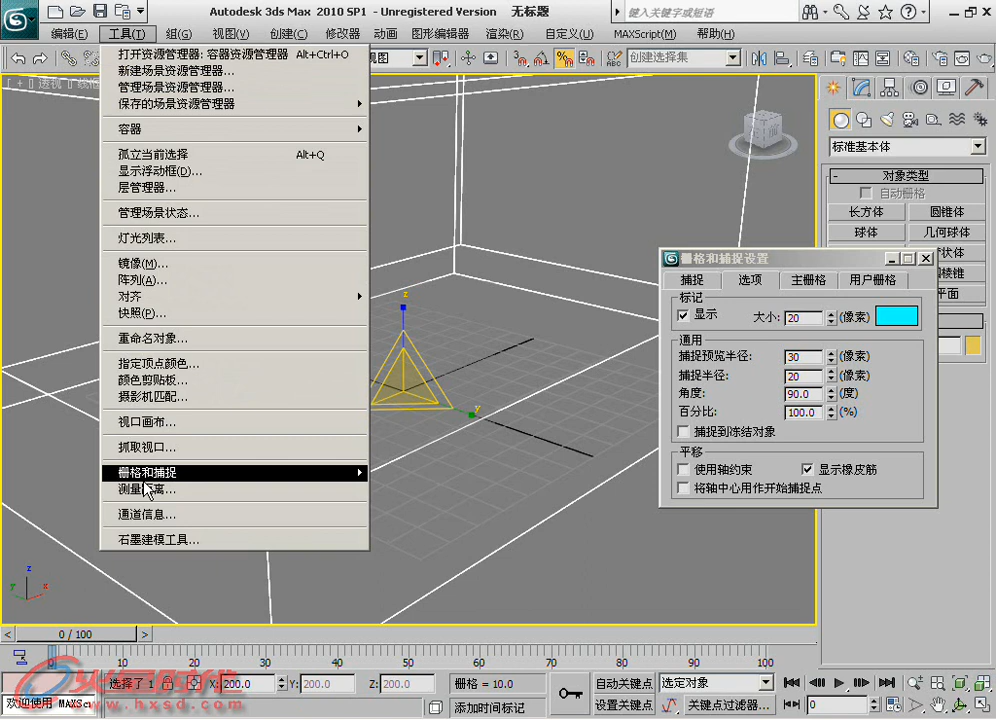 Autodesk 3ds Max 2010 SP1 - Unregistered Version 无标题
键入关键字或短语
编辑(E) 工具(T) 组(G) 视图(V) 创建(C) 修改器 动画 图形编辑器 渲染(R) 自定义(U) MAXScript(M) 帮助(H)
视图
创建选择集
打开资源管理器: 容器资源管理器 Alt+Ctrl+O
新建场景资源管理器...
管理场景资源管理器...
保存的场景资源管理器
容器
孤立当前选择 Alt+Q
显示浮动框(D)...
层管理器...
管理场景状态...
灯光列表...
镜像(M)...
阵列(A)...
对齐
快照(P)...
重命名对象...
指定顶点颜色...
颜色剪贴板...
摄影机匹配...
视口画布...
抓取视口...
栅格和捕捉
测量距离...
通道信息...
石墨建模工具...
z
y
z
y
x
标准基本体
对象类型
自动栅格
长方体 圆锥体
球体 几何球体
状体
棱锥
平面
栅格和捕捉设置
捕捉 选项 主栅格 用户栅格
标记
显示 大小: 20 (像素)
通用
捕捉预览半径: 30 (像素)
捕捉半径: 20 (像素)
角度: 90.0 (度)
百分比: 100.0 (%)
捕捉到冻结对象
平移
使用轴约束 显示橡皮筋
将轴中心用作开始捕捉点
0 / 100
0 10 20 30 40 50 60 70 80 90 100
选择了 1 X: 200.0 Y: 200.0 Z: 200.0 栅格 = 10.0 自动关键点 选定对象
欢迎使用 MAXSc 添加时间标记 设置关键点 关键点过滤器... 0
www.hxsd.com